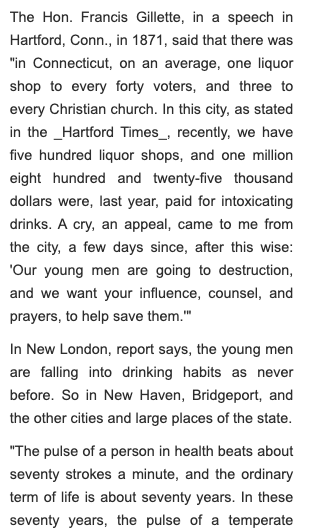 The Hon. Francis Gillette, in a speech in
Hartford, Conn., in 1871, said that there was
"in Connecticut, on an average, one liquor
shop to every forty voters, and three to
every Christian church. In this city, as stated
in the _Hartford Times_, recently, we have
five hundred liquor shops, and one million
eight hundred and twenty-five thousand
dollars were, last year, paid for intoxicating
drinks. A cry, an appeal, came to me from
the city, a few days since, after this wise:
'Our young men are going to destruction,
and we want your influence, counsel, and
prayers, to help save them.'"
In New London, report says, the young men
are falling into drinking habits as never
before. So in New Haven, Bridgeport, and
the other cities and large places of the state.
"The pulse of a person in health beats about
seventy strokes a minute, and the ordinary
term of life is about seventy years. In these
seventy years, the pulse of a temperate